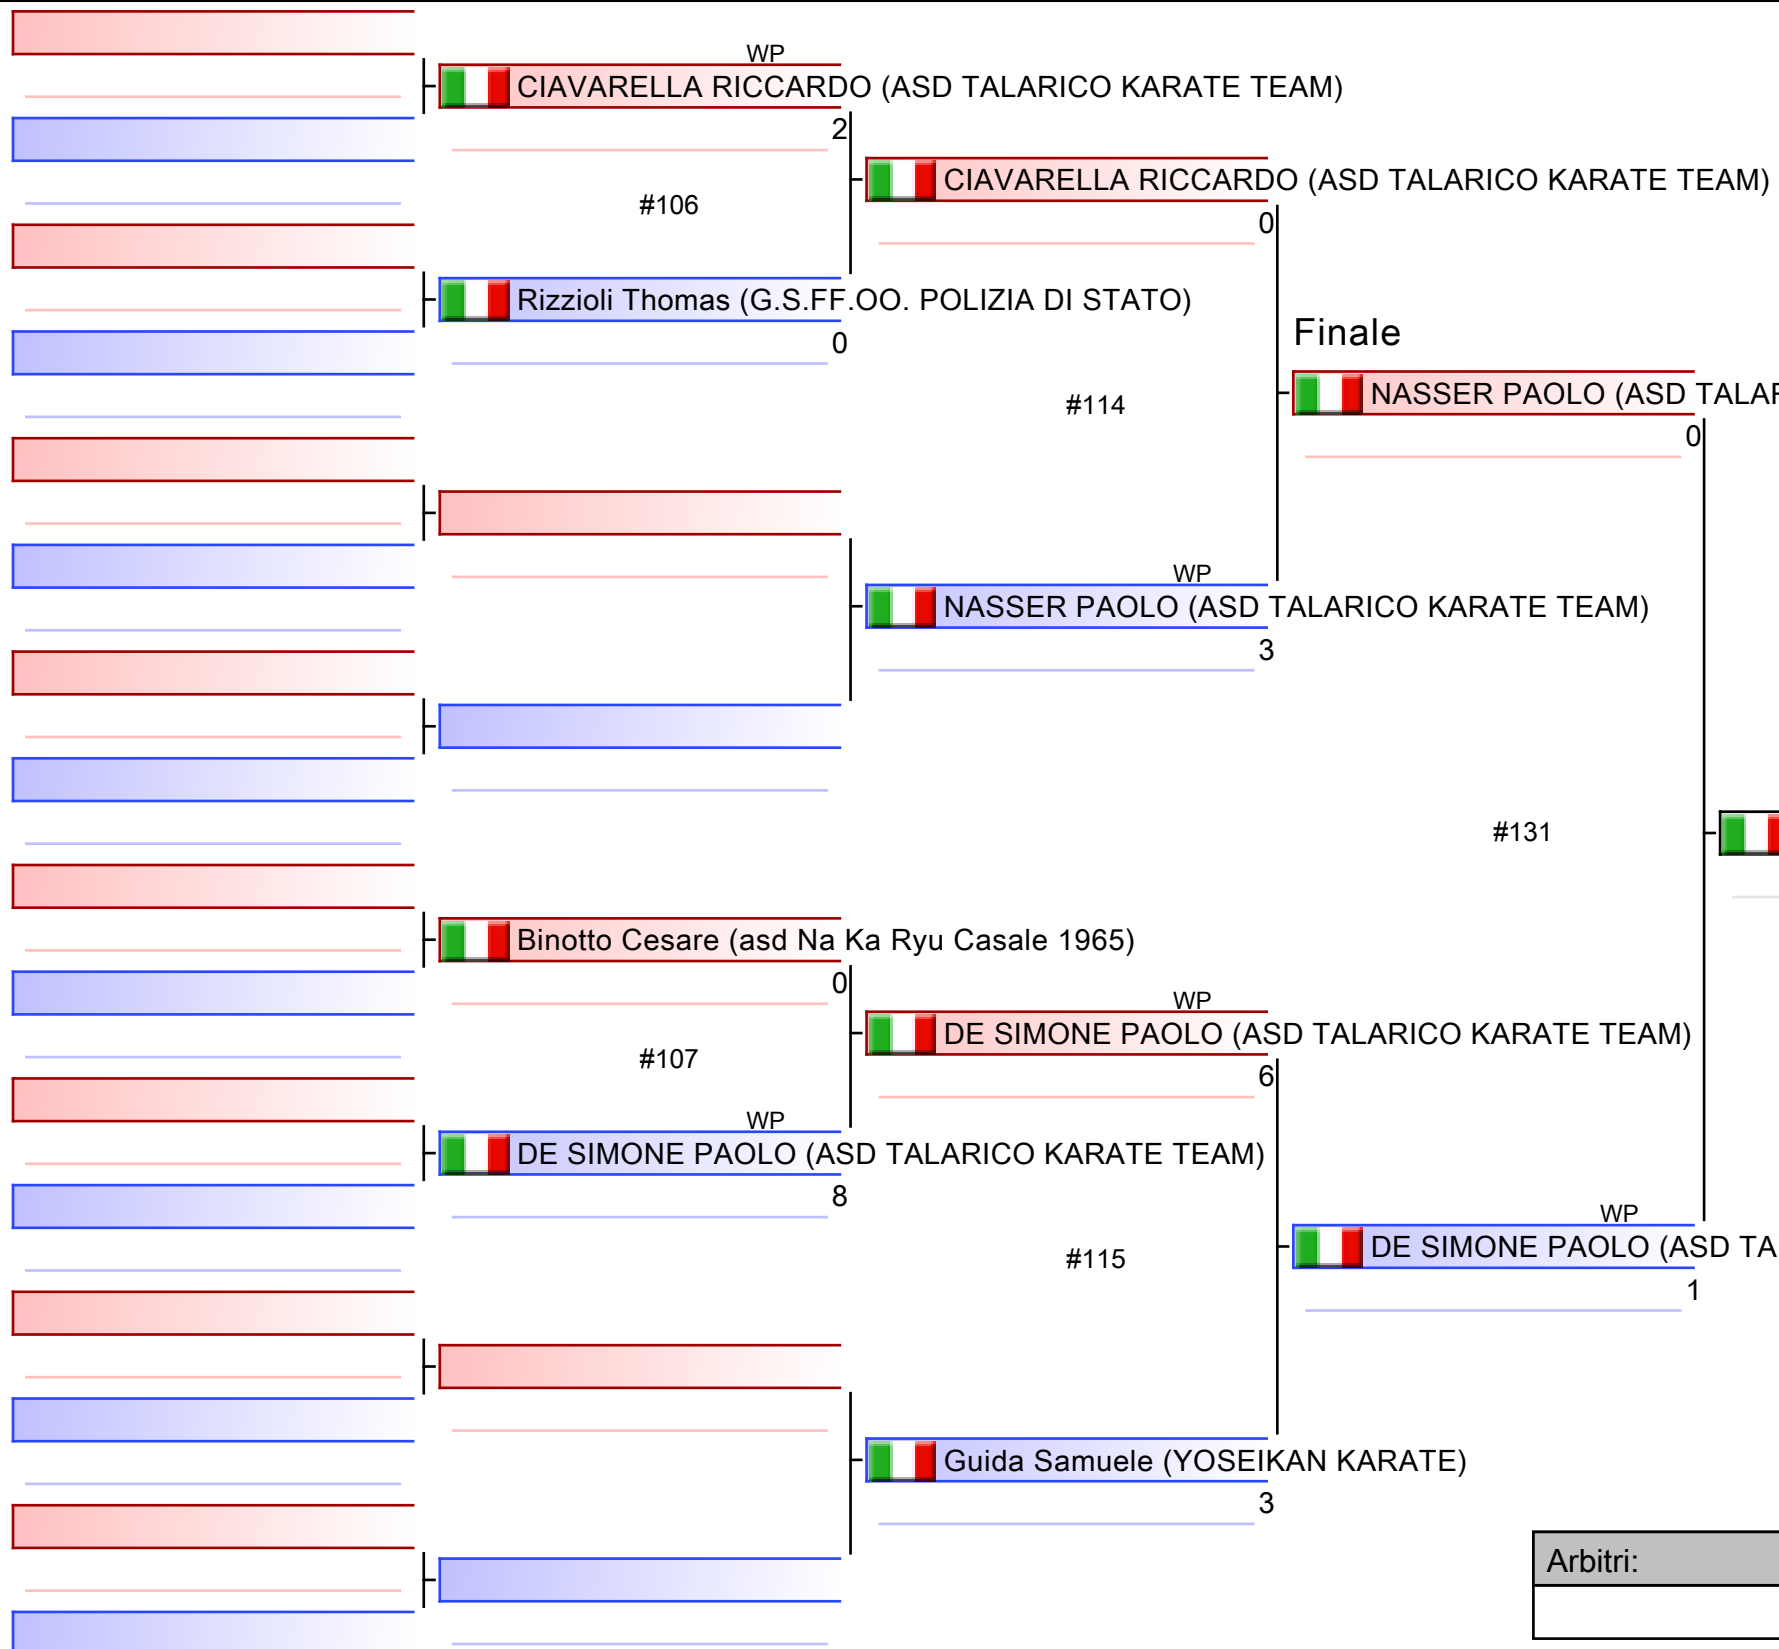 WP
CIAVARELLA RICCARDO (ASD TALARICO KARATE TEAM)
2
CIAVARELLA RICCARDO (ASD TALARICO KARATE TEAM)
#106
0
Rizzioli Thomas (G.S.FF.OO. POLIZIA DI STATO)
0
Finale
NASSER PAOLO (ASD TALAR
#114
0
WP
NASSER PAOLO (ASD TALARICO KARATE TEAM)
3
#131
Binotto Cesare (asd Na Ka Ryu Casale 1965)
0
WP
DE SIMONE PAOLO (ASD TALARICO KARATE TEAM)
#107
6
WP
DE SIMONE PAOLO (ASD TALARICO KARATE TEAM)
8
WP
DE SIMONE PAOLO (ASD TA
#115
1
Guida Samuele (YOSEIKAN KARATE)
3
Arbitri: